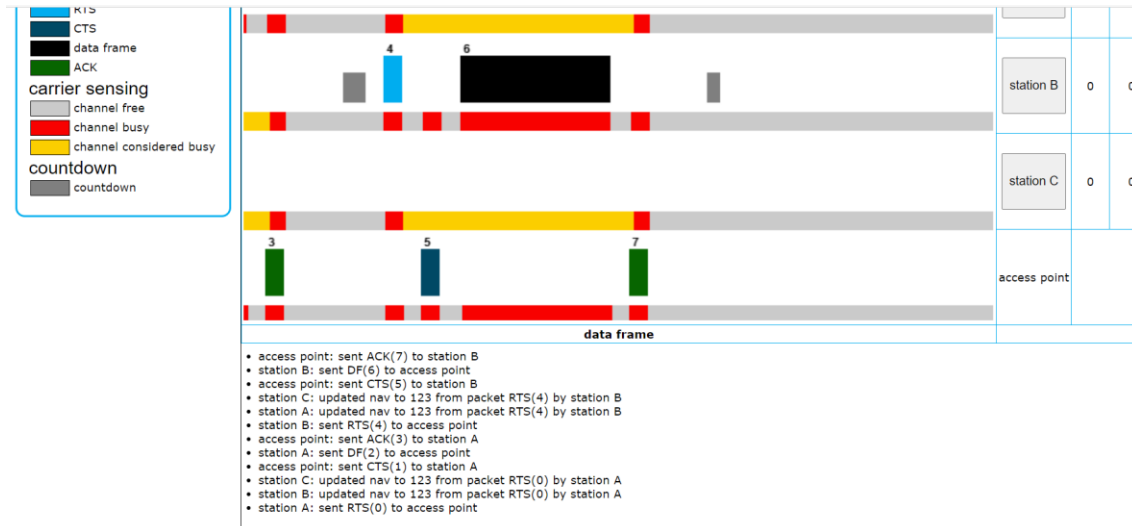 RTS
CTS
data frame
ACK
carrier sensing
channel free
channel busy
channel considered busy
countdown
countdown
4
6
station B
0
0
station C
0
0
3
5
7
access point
data frame
• access point: sent ACK(7) to station B
• station B: sent DF(6) to access point
• access point: sent CTS(5) to station B
• station C: updated nav to 123 from packet RTS(4) by station B
• station A: updated nav to 123 from packet RTS(4) by station B
• station B: sent RTS(4) to access point
• access point: sent ACK(3) to station A
• station A: sent DF(2) to access point
• access point: sent CTS(1) to station A
• station C: updated nav to 123 from packet RTS(0) by station A
• station B: updated nav to 123 from packet RTS(0) by station A
• station A: sent RTS(0) to access point